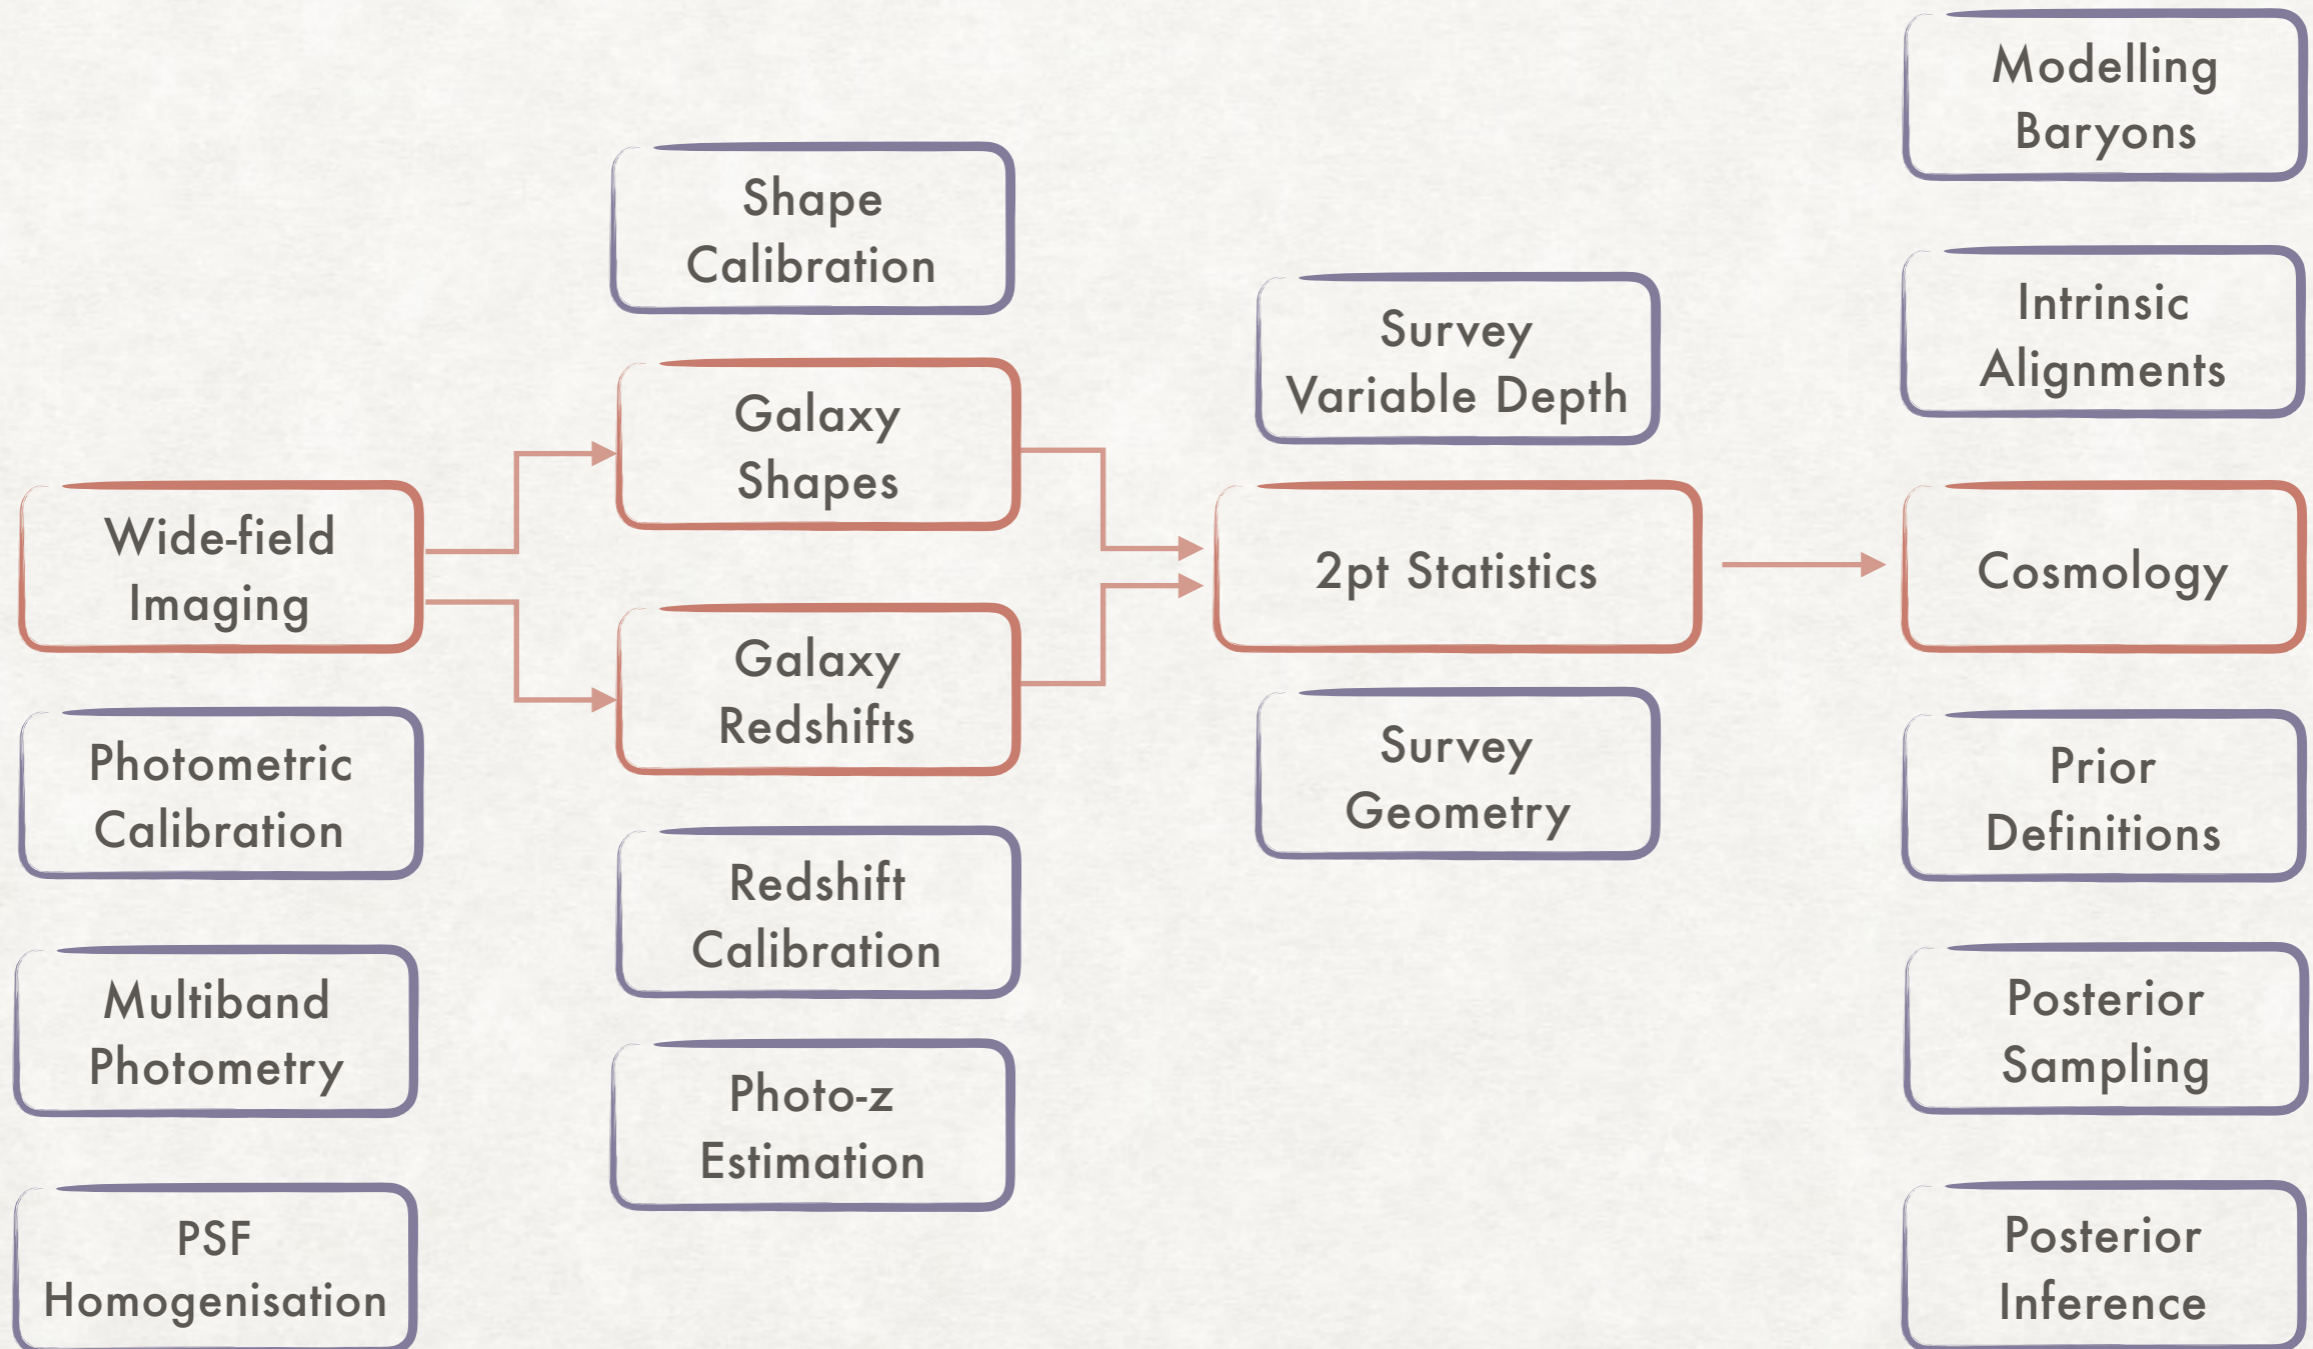 Wide-field
Imaging
Photometric
Calibration
Multiband
Photometry
PSF
Homogenisation
Shape
Calibration
Galaxy
Shapes
Galaxy
Redshifts
Redshift
Calibration
Photo-z
Estimation
Survey
Variable Depth
2pt Statistics
Survey
Geometry
Modelling
Baryons
Intrinsic
Alignments
Cosmology
Prior
Definitions
Posterior
Sampling
Posterior
Inference